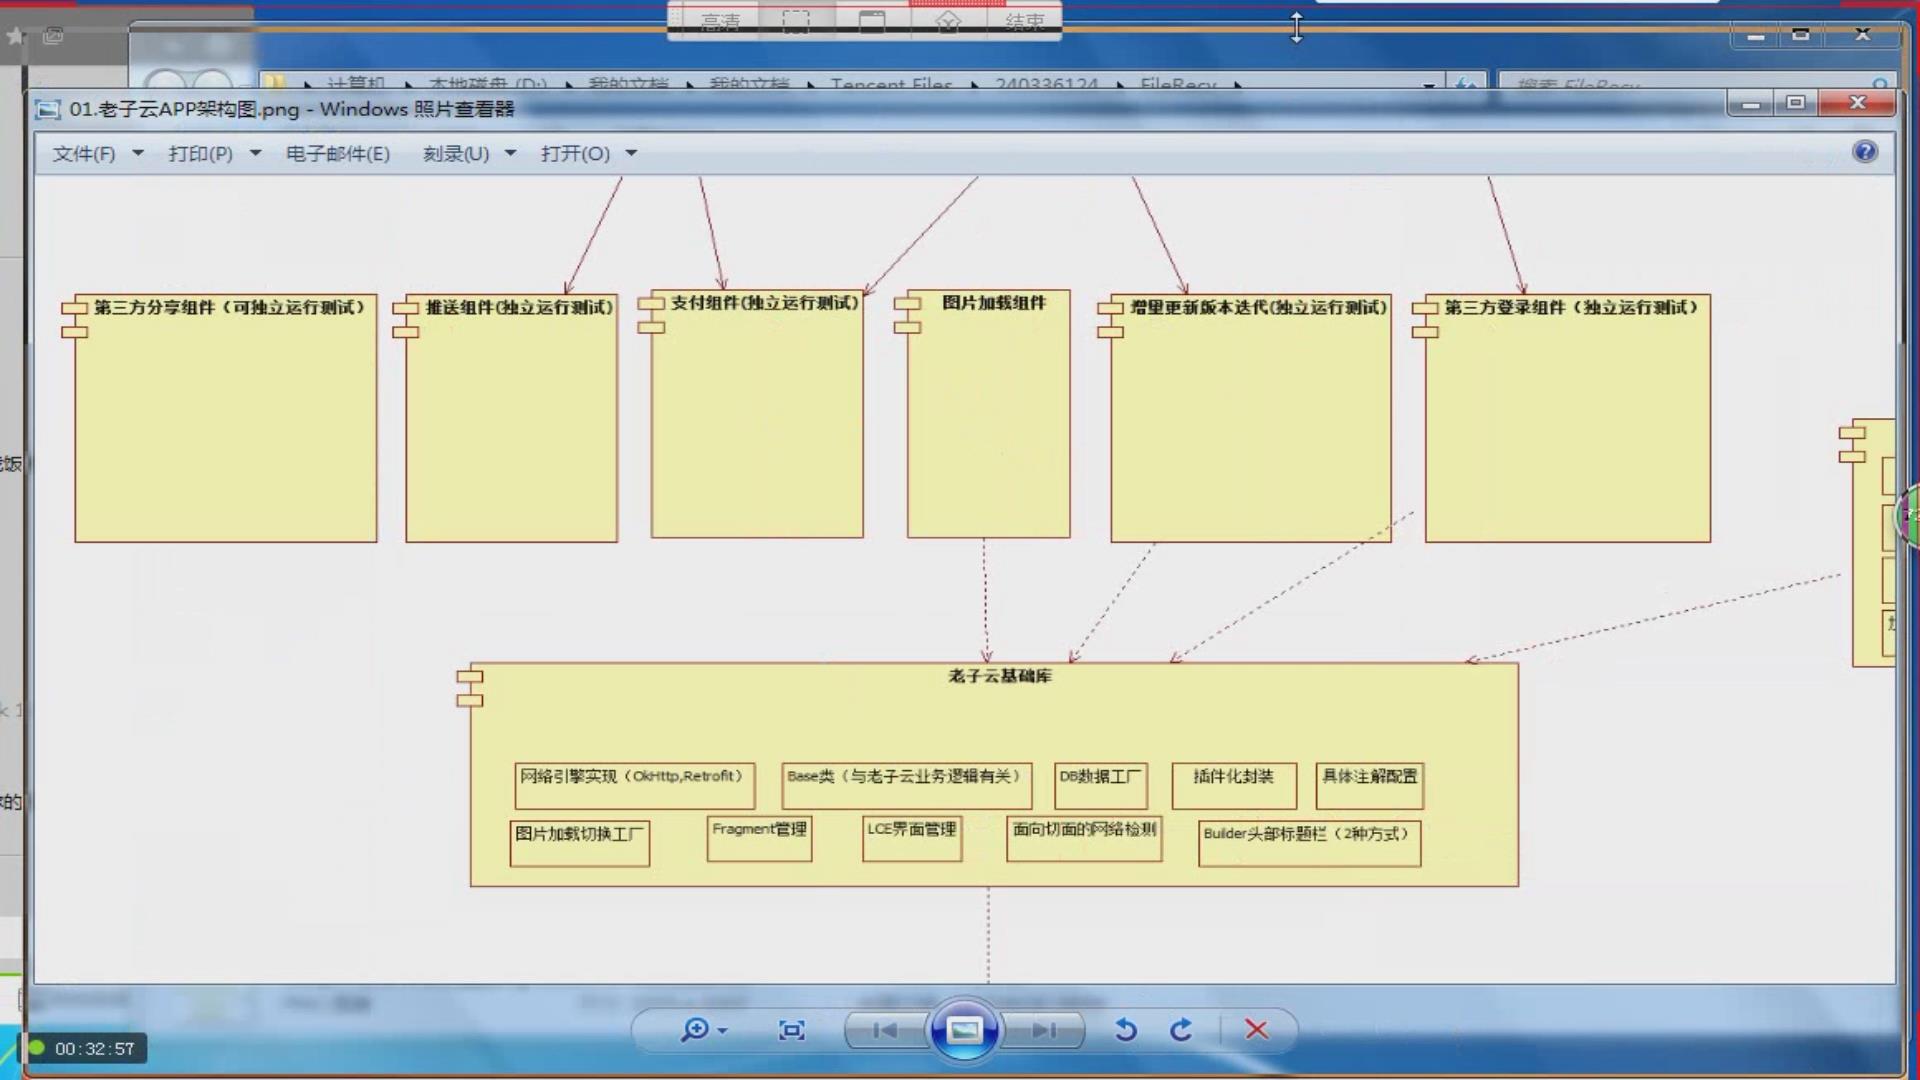 高清
结束
计算机 本地磁盘 (D:) 我的文档 我的文档 Tencent Files 240336124 FileRecv
搜索 FileRecv
01.老子云APP架构图.png - Windows 照片查看器
文件(F) 打印(P) 电子邮件(E) 刻录(U) 打开(O)
第三方分享组件（可独立运行测试）
推送组件(独立运行测试)
支付组件(独立运行测试)
图片加载组件
增里更新版本迭代(独立运行测试)
第三方登录组件（独立运行测试）
老子云基础库
网络引擎实现（OkHttp,Retrofit）
Base类（与老子云业务逻辑有关）
DB数据工厂
插件化封装
具体注解配置
图片加载切换工厂
Fragment管理
LCE界面管理
面向切面的网络检测
Builder头部标题栏（2种方式）
00:32:57